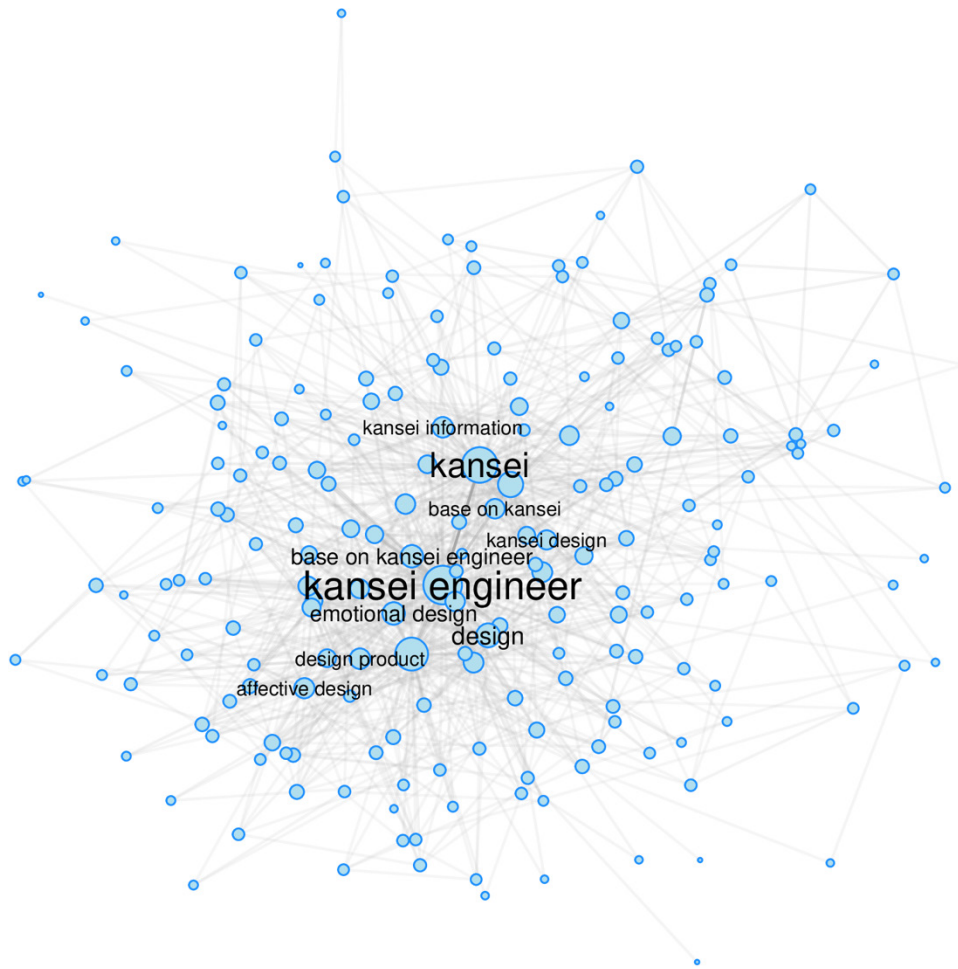 kansei information
kansei
base on kansei
kansei design
base on kansei engineer
kansei engineer
emotional design
design
design product
affective design